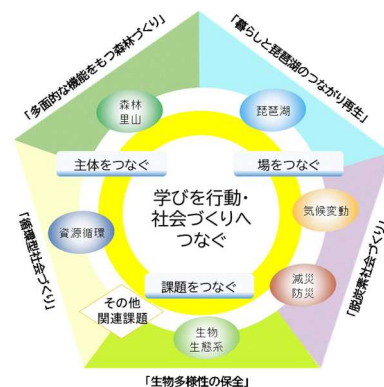 「多面的な機能をもつ森林づくり」
「暮らしと琵琶湖のつながり再生」
森林
里山
琵琶湖
主体をつなぐ
場をつなぐ
学びを行動・
社会づくりへ
つなぐ
資源循環
気候変動
「循環型社会づくり」
「脱炭素社会づくり」
課題をつなぐ
減災
防災
その他
関連課題
生物
生態系
「生物多様性の保全」